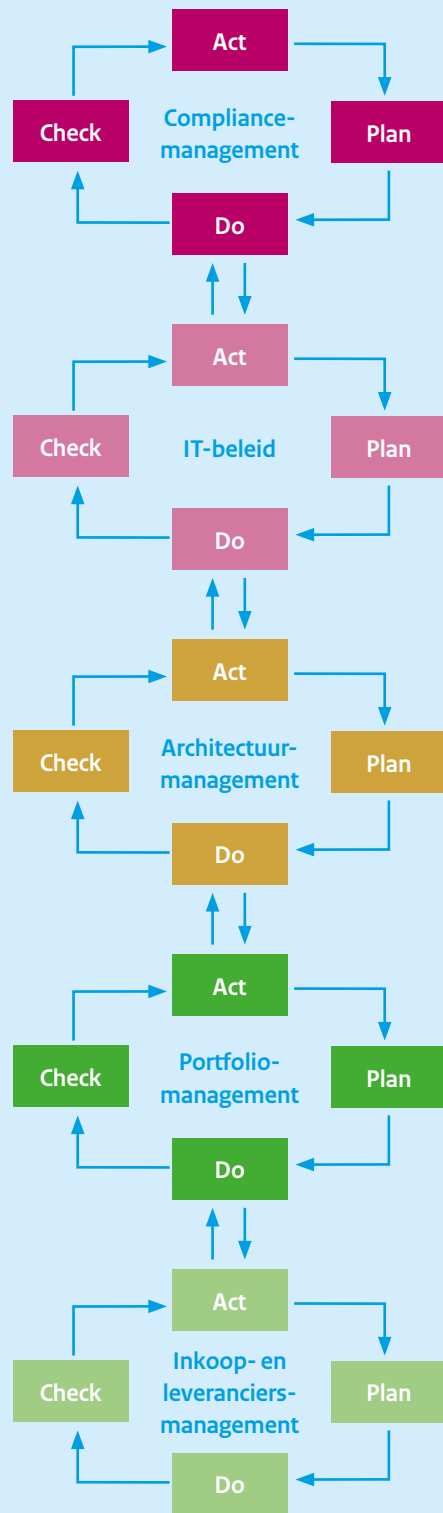 Act
Check
Compliance-
management
Plan
Do
Act
Check
IT-beleid
Plan
Do
Act
Check
Architectuur-
management
Plan
Do
Act
Check
Portfolio-
management
Plan
Do
Act
Check
Inkoop- en
leveranciers-
management
Plan
Do